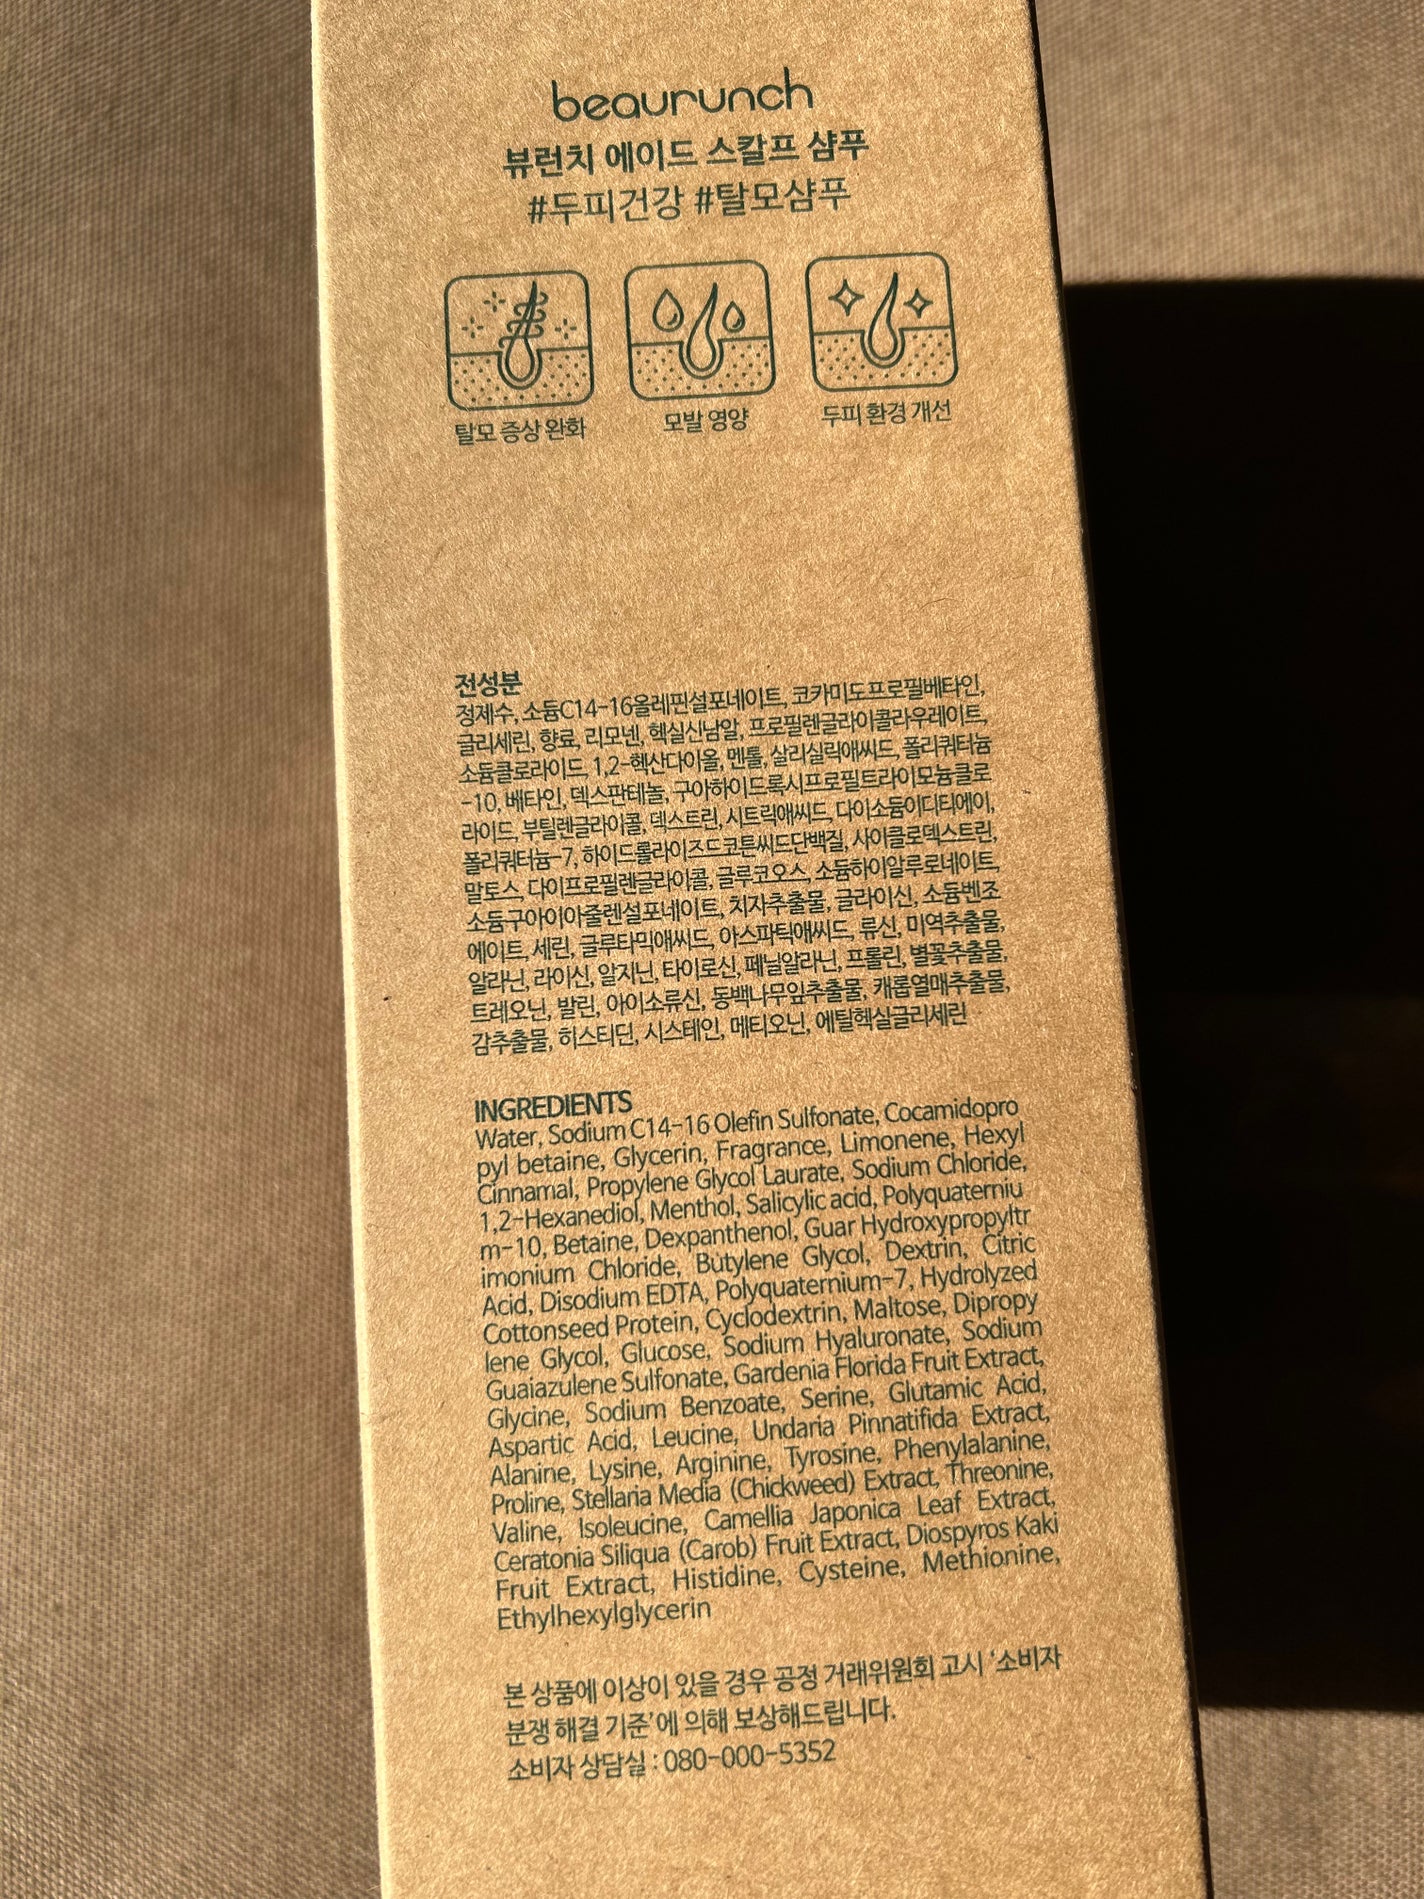 beaurunch
뷰런치 에이드 스칼프 샴푸
#두피건강 #탈모샴푸
탈모 증상 완화 모발 영양 두피 환경 개선
전성분
정제수, 소듐C14-16올레핀설포네이트, 코카미도프로필베타인,
글리세린, 향료, 리모넨, 헥실신남알, 프로필렌글라이콜라우레이트,
소듐클로라이드, 1,2-헥산다이올, 멘톨, 살리실릭애씨드, 폴리쿼터늄
-10, 베타인, 덱스판테놀, 구아하이드록시프로필트라이모늄클로
라이드, 부틸렌글라이콜, 덱스트린, 시트릭애씨드, 다이소듐이디티에이,
폴리쿼터늄-7, 하이드롤라이즈드코튼씨드단백질, 사이클로덱스트린,
말토스, 다이프로필렌글라이콜, 글루코오스, 소듐하이알루로네이트,
소듐구아이아줄렌설포네이트, 치자추출물, 글라이신, 소듐벤조
에이트, 세린, 글루타믹애씨드, 아스파틱애씨드, 류신, 미역추출물,
알라닌, 라이신, 알지닌, 타이로신, 페닐알라닌, 프롤린, 별꽃추출물,
트레오닌, 발린, 아이소류신, 동백나무잎추출물, 캐롭열매추출물,
감추출물, 히스티딘, 시스테인, 메티오닌, 에틸헥실글리세린
INGREDIENTS
Water, Sodium C14-16 Olefin Sulfonate, Cocamidopro
pyl betaine, Glycerin, Fragrance, Limonene, Hexyl
Cinnamal, Propylene Glycol Laurate, Sodium Chloride,
1,2-Hexanediol, Menthol, Salicylic acid, Polyquaterniu
m-10, Betaine, Dexpanthenol, Guar Hydroxypropyltr
imonium Chloride, Butylene Glycol, Dextrin, Citric
Acid, Disodium EDTA, Polyquaternium-7, Hydrolyzed
Cottonseed Protein, Cyclodextrin, Maltose, Dipropy
lene Glycol, Glucose, Sodium Hyaluronate, Sodium
Guaiazulene Sulfonate, Gardenia Florida Fruit Extract,
Glycine, Sodium Benzoate, Serine, Glutamic Acid,
Aspartic Acid, Leucine, Undaria Pinnatifida Extract,
Alanine, Lysine, Arginine, Tyrosine, Phenylalanine,
Proline, Stellaria Media (Chickweed) Extract, Threonine,
Valine, Isoleucine, Camellia Japonica Leaf Extract,
Ceratonia Siliqua (Carob) Fruit Extract, Diospyros Kaki
Fruit Extract, Histidine, Cysteine, Methionine,
Ethylhexylglycerin
본 상품에 이상이 있을 경우 공정 거래위원회 고시 '소비자
분쟁 해결 기준'에 의해 보상해드립니다.
소비자 상담실 : 080-000-5352